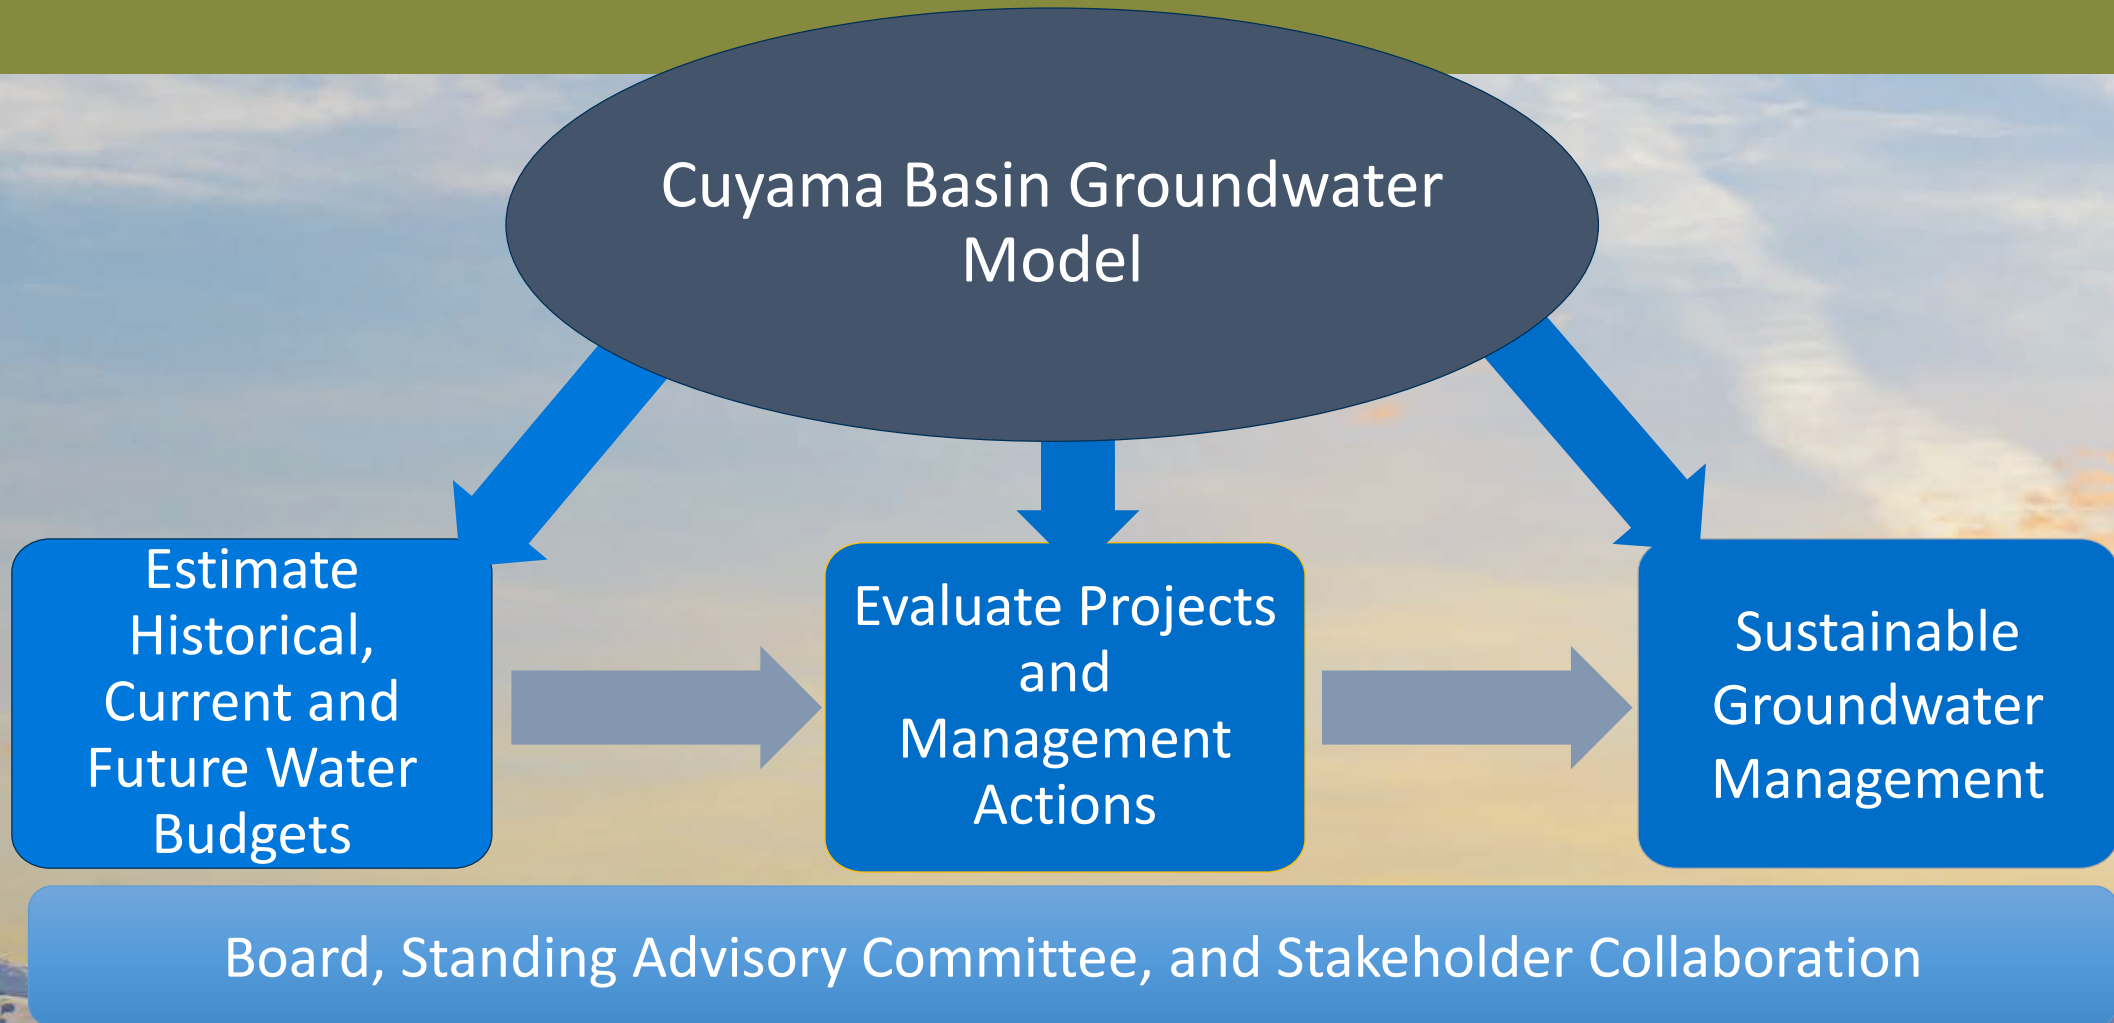 Cuyama Basin Groundwater
Model
Estimate
Historical,
Current and
Future Water
Budgets
Evaluate Projects
and
Management
Actions
Sustainable
Groundwater
Management
Board, Standing Advisory Committee, and Stakeholder Collaboration